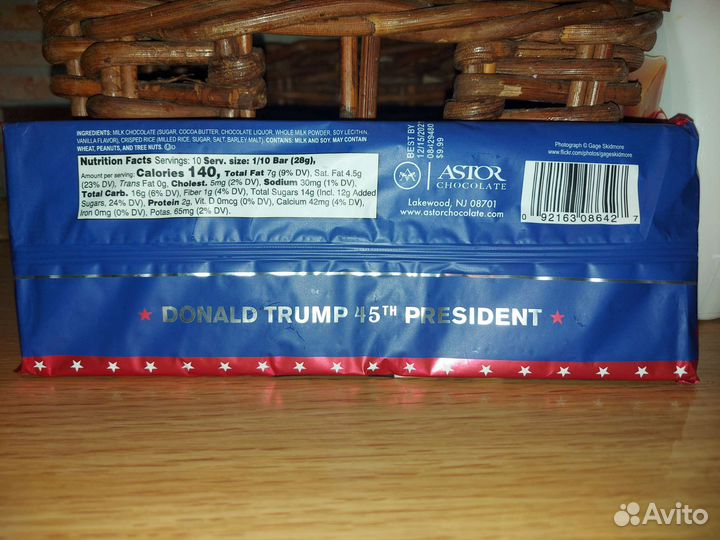 INGREDIENTS: MILK CHOCOLATE (SUGAR, COCOA BUTTER, CHOCOLATE LIQUOR, WHOLE MILK POWDER, SOY LECITHIN,
VANILLA FLAVOR), CRISPED RICE (MILLED RICE, SUGAR, SALT, BARLEY MALT). CONTAINS: MILK AND SOY. MAY CONTAIN
WHEAT, PEANUTS, AND TREE NUTS.
Nutrition Facts Servings: 10 Serv. size: 1/10 Bar (28g),
Amount per serving: Calories 140, Total Fat 7g (9% DV), Sat. Fat 4.5g
(23% DV), Trans Fat 0g, Cholest. 5mg (2% DV), Sodium 30mg (1% DV),
Total Carb. 16g (6% DV), Fiber 1g (4% DV), Total Sugars 14g (Incl. 12g Added
Sugars, 24% DV), Protein 2g, Vit. D 0mcg (0% DV), Calcium 42mg (4% DV),
Iron 0mg (0% DV), Potas. 65mg (2% DV).
BEST BY
12/15/202
08429480
$9.99
ASTOR
CHOCOLATE
Lakewood, NJ 08701
www.astorchocolate.com
Photograph © Gage Skidmore
www.flickr.com/photos/gageskidmore
0 92163 08642 7
DONALD TRUMP 45TH PRESIDENT
Avito